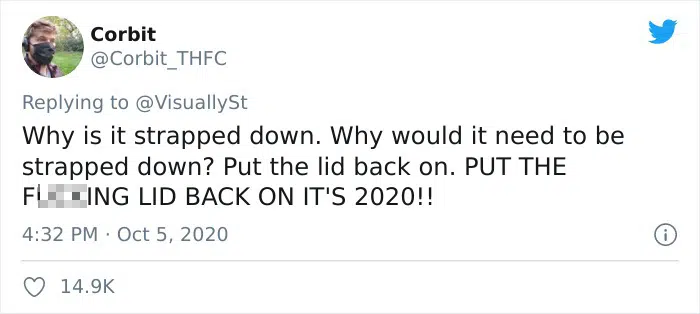 Corbit
@Corbit_THFC
Replying to @VisuallySt
Why is it strapped down. Why would it need to be
strapped down? Put the lid back on. PUT THE
LID BACK ON IT'S 2020!!
4:32 PM · Oct 5, 2020
14.9K